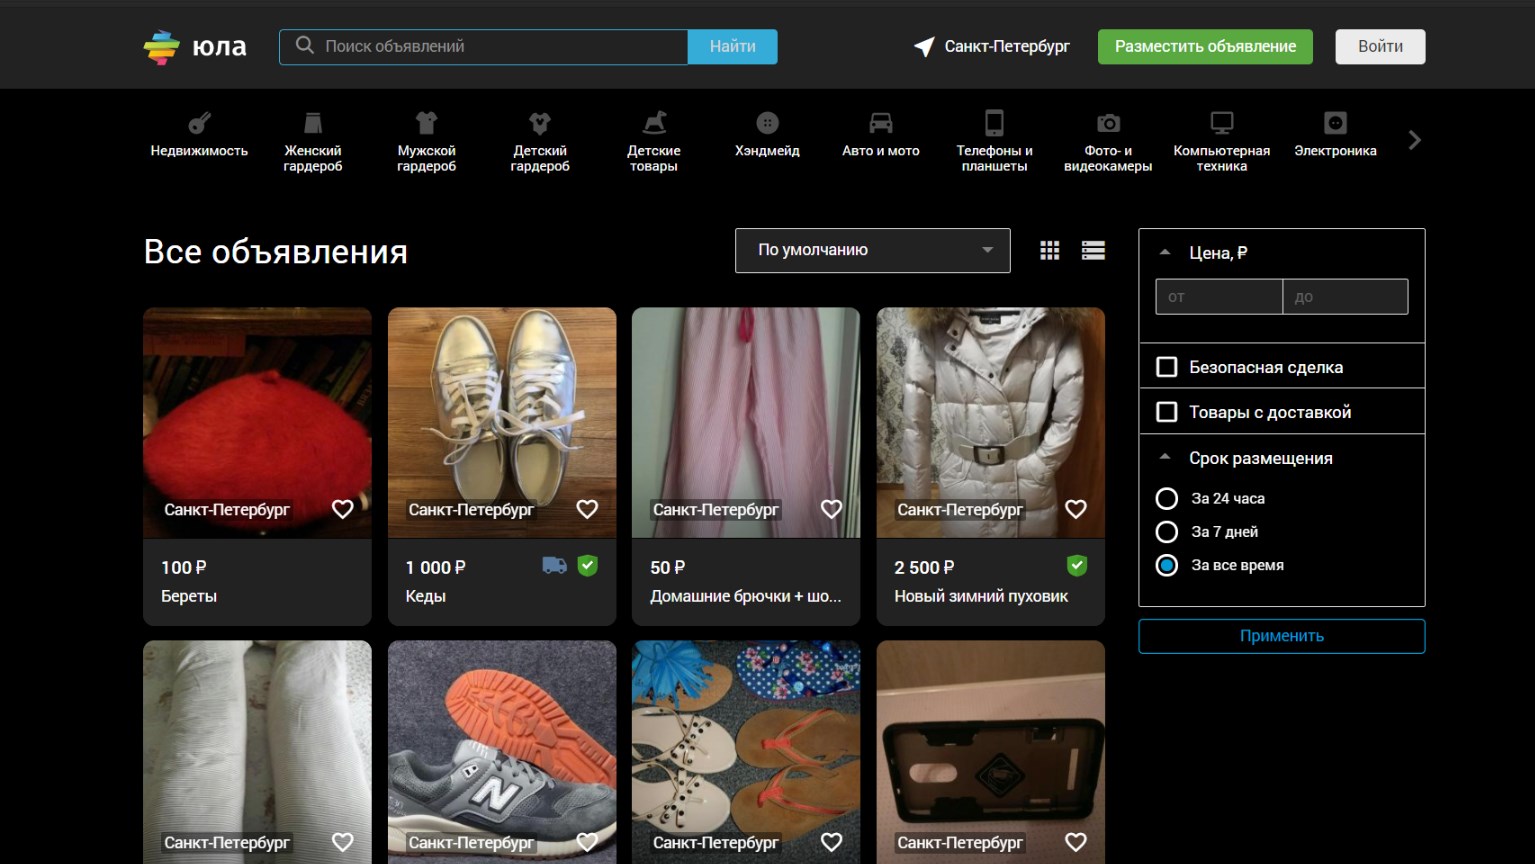 юла
Поиск объявлений
Найти
Санкт-Петербург
Разместить объявление
Войти
Недвижимость
Женский
гардероб
Мужской
гардероб
Детский
гардероб
Детские
товары
Хэндмейд
Авто и мото
Телефоны и
планшеты
Фото- и
видеокамеры
Компьютерная
техника
Электроника
Все объявления
По умолчанию
Цена, ₽
от
до
Безопасная сделка
Товары с доставкой
Срок размещения
За 24 часа
За 7 дней
За все время
Применить
Санкт-Петербург
100 ₽
Береты
Санкт-Петербург
1 000 ₽
Кеды
Санкт-Петербург
50 ₽
Домашние брючки + шо...
Санкт-Петербург
2 500 ₽
Новый зимний пуховик
Санкт-Петербург
N
Санкт-Петербург
Санкт-Петербург
Санкт-Петербург